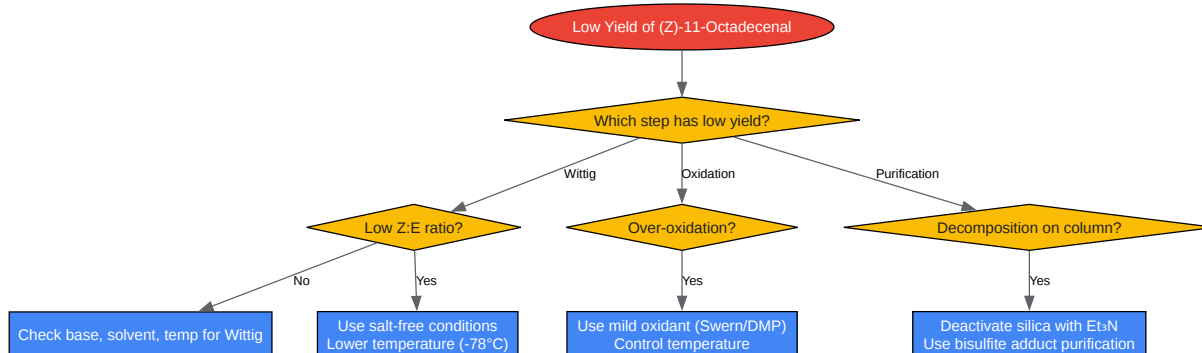 Low Yield of (Z)-11-Octadecenal
Which step has low yield?
Wittig
Oxidation
Purification
Low Z:E ratio?
Over-oxidation?
Decomposition on column?
No
Yes
Yes
Yes
Check base, solvent, temp for Wittig
Use salt-free conditions
Lower temperature (-78°C)
Use mild oxidant (Swern/DMP)
Control temperature
Deactivate silica with Et₃N
Use bisulfite adduct purification